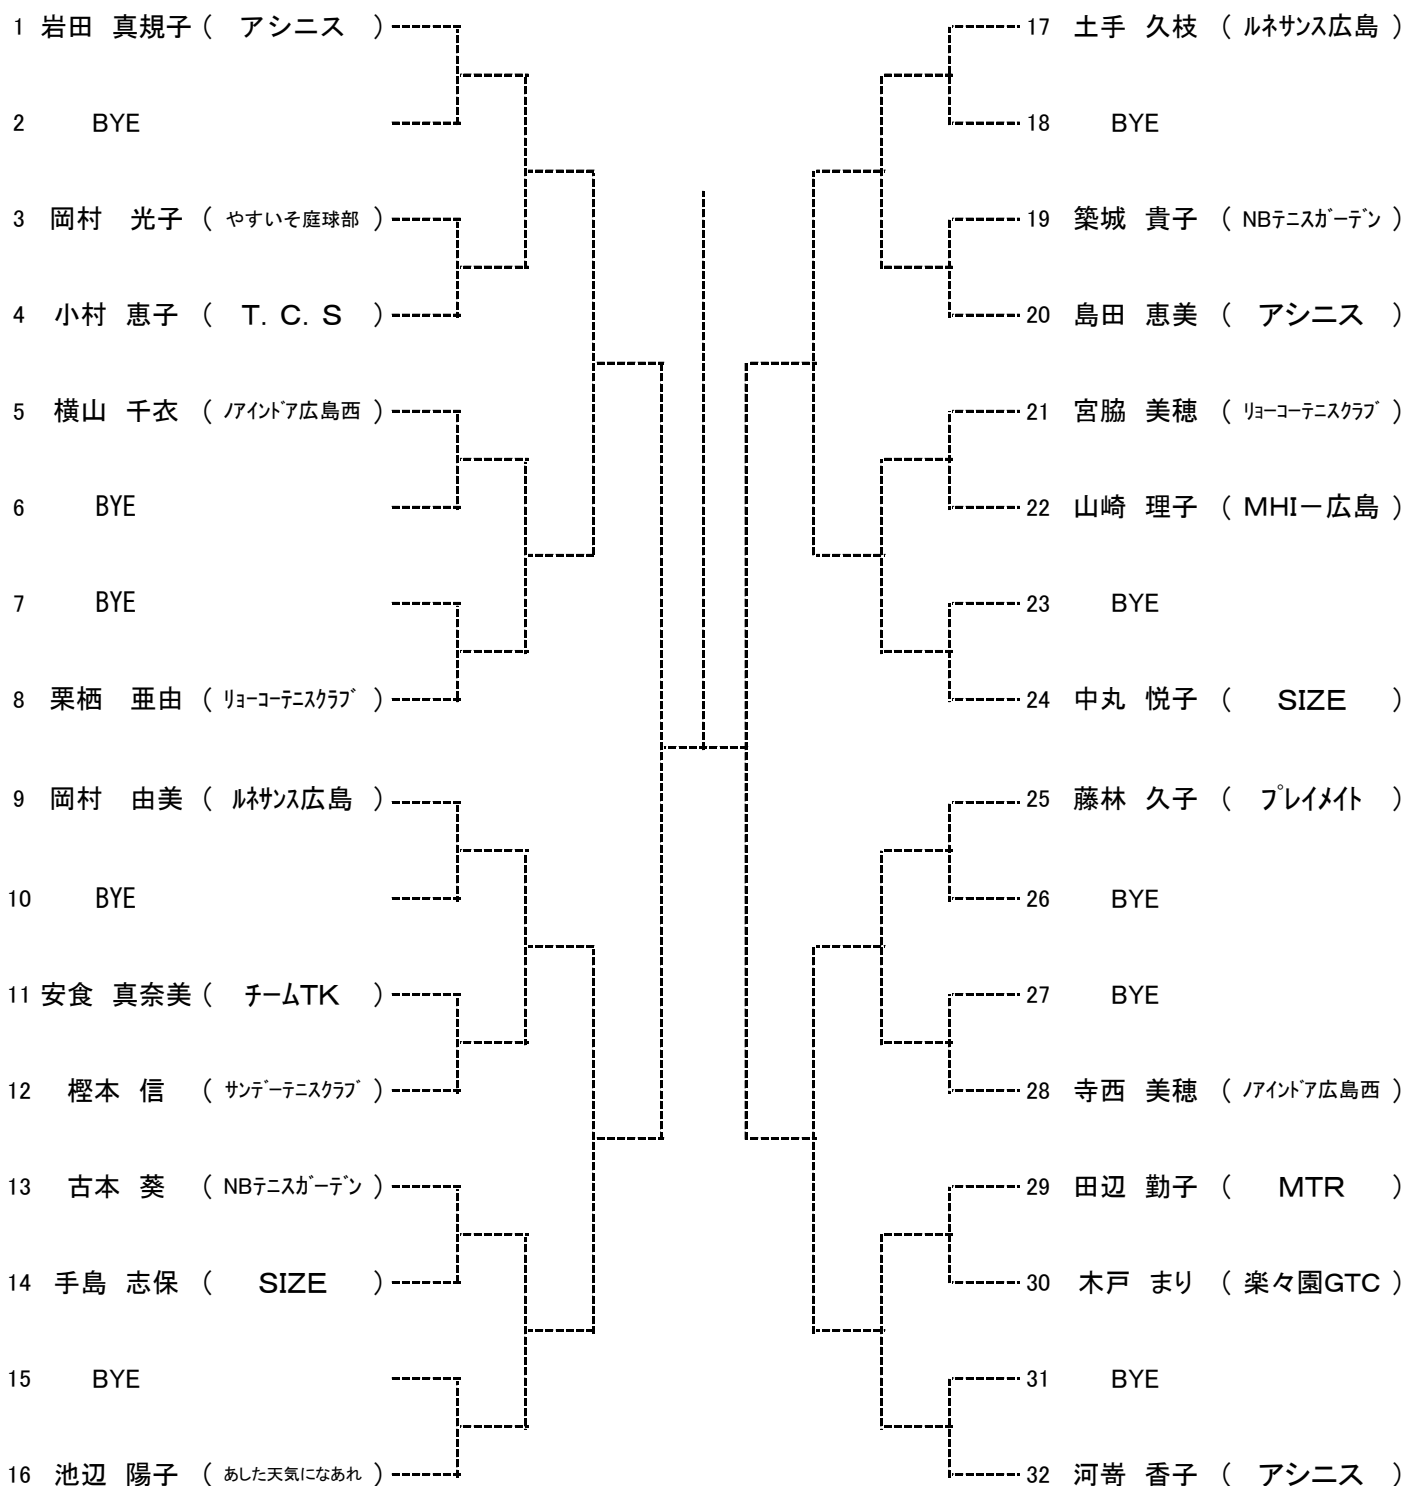 1 岩田 真規子 ( アシニス )
2 BYE
3 岡村 光子 ( やすいそ庭球部 )
4 小村 恵子 ( T. C. S )
5 横山 千衣 ( ﾉｱｲﾝﾄﾞｱ広島西 )
6 BYE
7 BYE
8 栗栖 亜由 ( ﾘｮｰｺｰﾃﾆｽｸﾗﾌﾞ )
9 岡村 由美 ( ﾙﾈｻﾝｽ広島 )
10 BYE
11 安食 真奈美 ( ﾁｰﾑTK )
12 樫本 信 ( ｻﾝﾃﾞｰﾃﾆｽｸﾗﾌﾞ )
13 古本 葵 ( NBﾃﾆｽｶﾞｰﾃﾞﾝ )
14 手島 志保 ( SIZE )
15 BYE
16 池辺 陽子 ( あした天気になあれ )
17 土手 久枝 ( ﾙﾈｻﾝｽ広島 )
18 BYE
19 築城 貴子 ( NBﾃﾆｽｶﾞｰﾃﾞﾝ )
20 島田 恵美 ( アシニス )
21 宮脇 美穂 ( ﾘｮｰｺｰﾃﾆｽｸﾗﾌﾞ )
22 山崎 理子 ( MHI－広島 )
23 BYE
24 中丸 悦子 ( SIZE )
25 藤林 久子 ( ﾌﾟﾚｲﾒｲﾄ )
26 BYE
27 BYE
28 寺西 美穂 ( ﾉｱｲﾝﾄﾞｱ広島西 )
29 田辺 勤子 ( MTR )
30 木戸 まり ( 楽々園GTC )
31 BYE
32 河嵜 香子 ( アシニス )